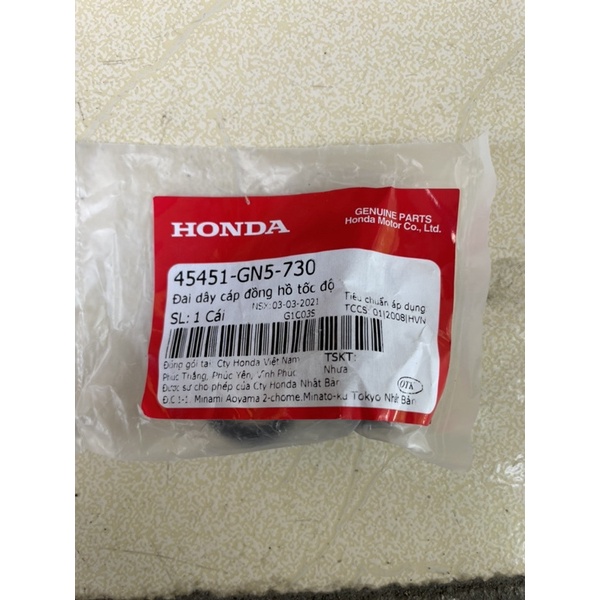 HONDA
GENUINE PARTS
Honda Motor Co., Ltd.
45451-GN5-730
Đai dây cáp đồng hồ tốc độ
NSX:03-03-2021
Tiêu chuẩn áp dụng
SL: 1 Cái
G1C03S
TCCS 01|2008|HVN
Đóng gói tại Cty Honda Việt Nam
TSKT:
Phúc Thắng, Phúc Yên, Vĩnh Phúc
Nhựa
Được sự cho phép của Cty Honda Nhật Bản
Đ/C 1-1, Minami Aoyama 2-chome, Minato-ku Tokyo Nhật Bản